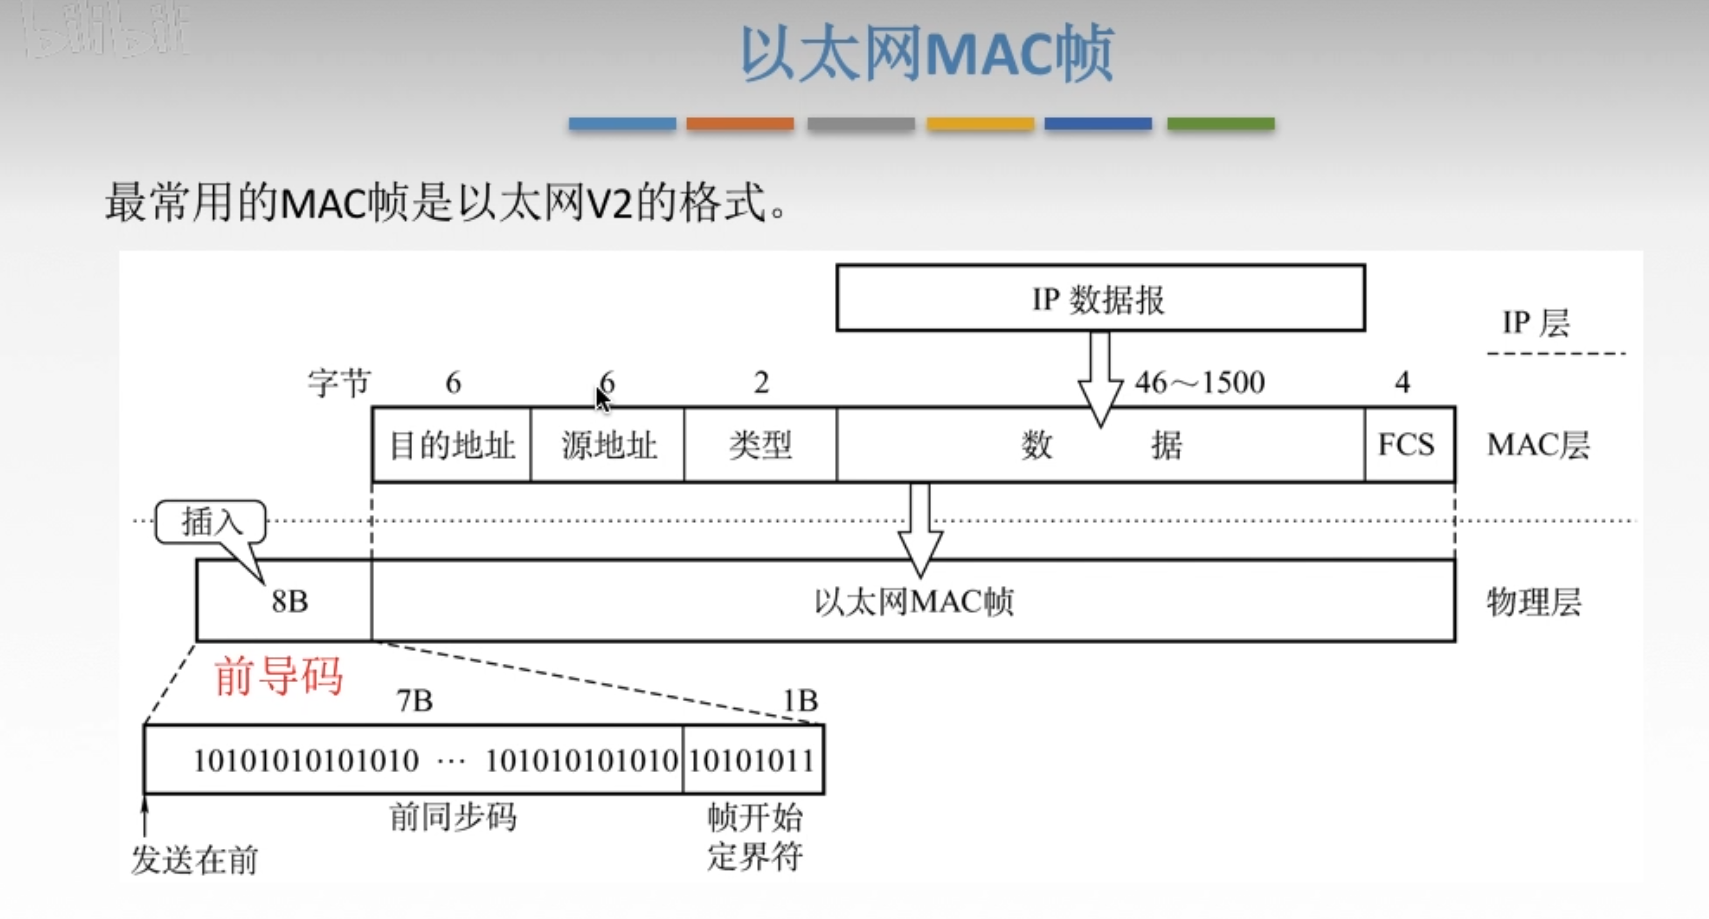 bilibili
以太网MAC帧
最常用的MAC帧是以太网V2的格式。
IP 数据报
IP 层
字节 6 6 2 46～1500 4
目的地址 源地址 类型 数 据 FCS MAC层
插入
8B 以太网MAC帧 物理层
前导码
7B 1B
10101010101010 ··· 101010101010 10101011
前同步码 帧开始
定界符
发送在前